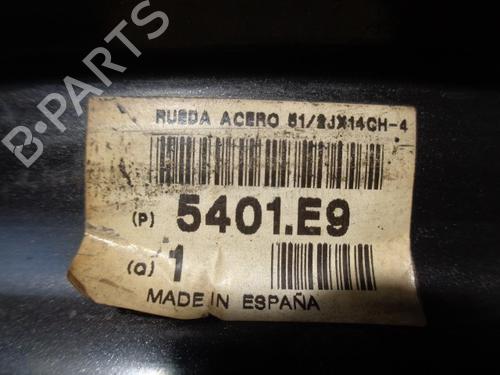 B-PARTS
RUEDA ACERO 51/2JX14CH-4
(P) 5401.E9
(Q) 1
MADE IN ESPAÑA